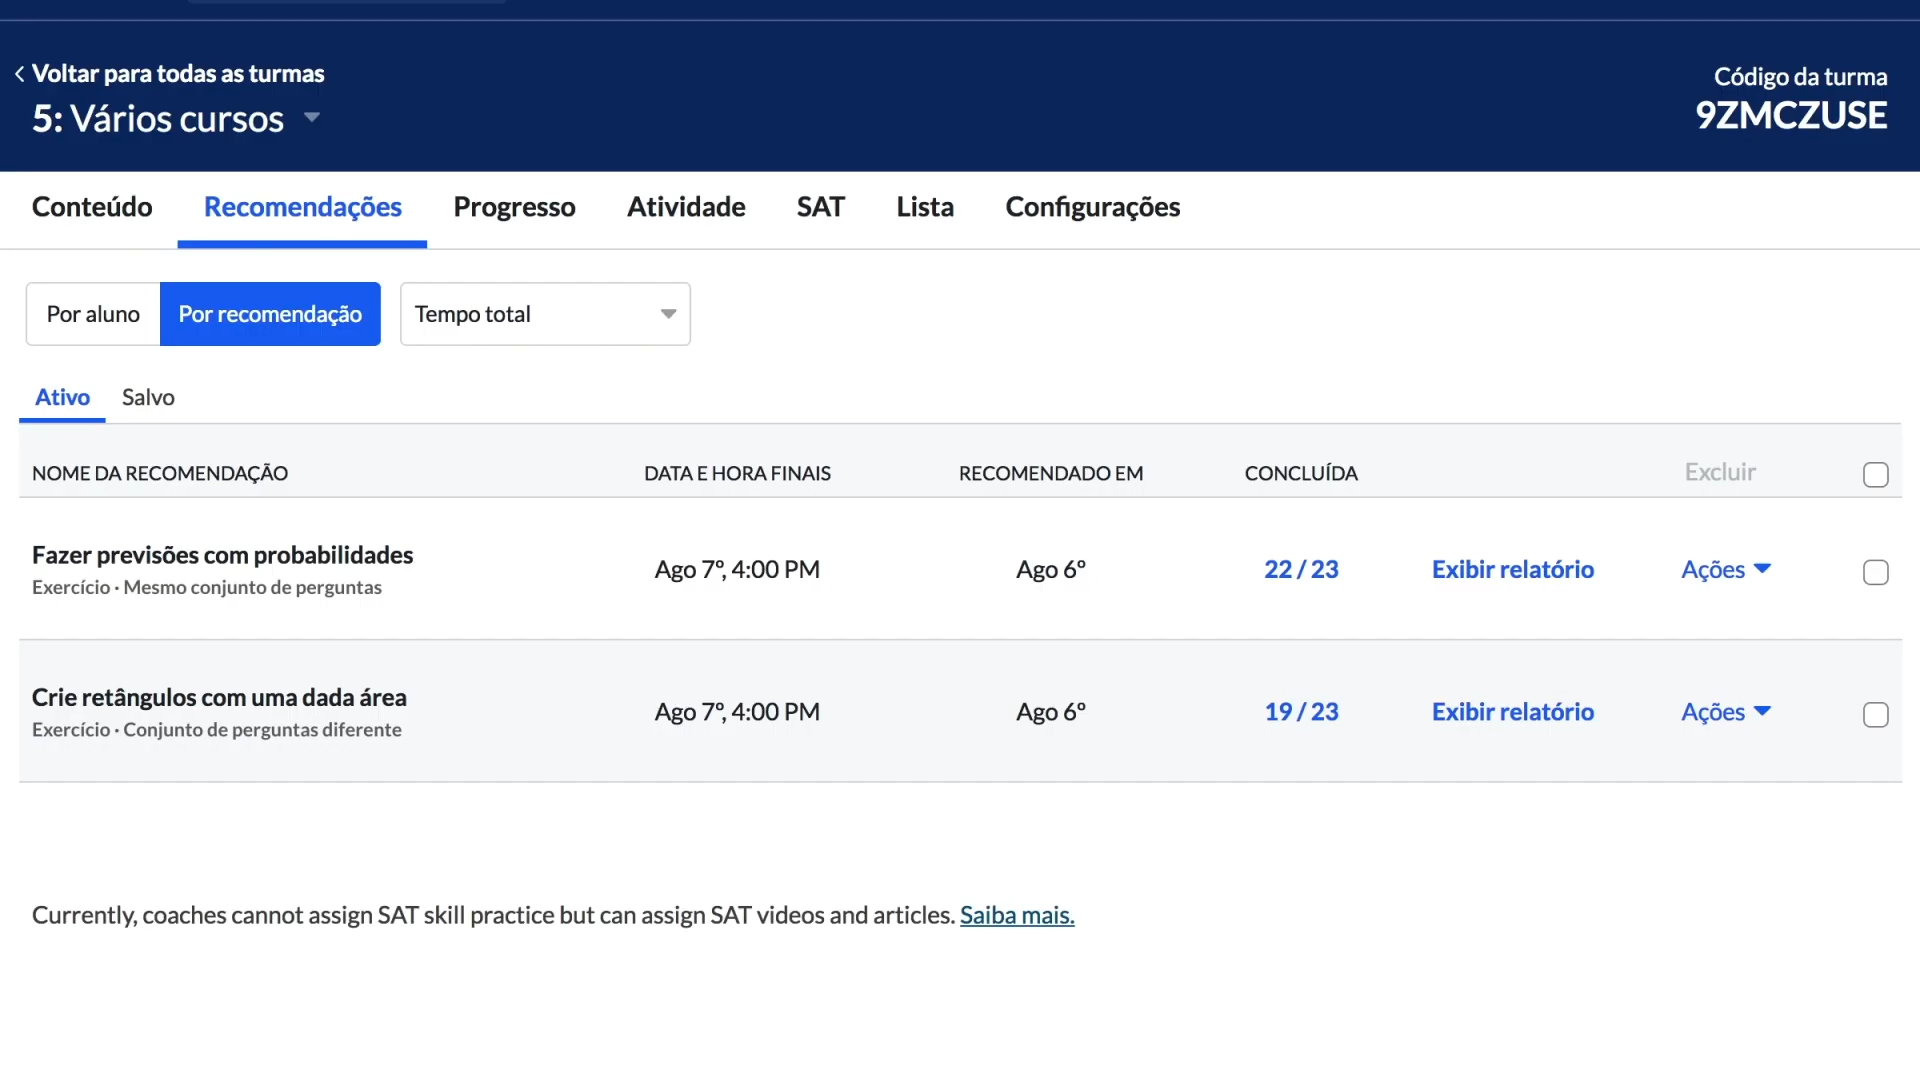 Voltar para todas as turmas
5: Vários cursos
Código da turma
9ZMCZUSE
Conteúdo Recomendações Progresso Atividade SAT Lista Configurações
Por aluno Por recomendação Tempo total
Ativo Salvo
NOME DA RECOMENDAÇÃO DATA E HORA FINAIS RECOMENDADO EM CONCLUÍDA Excluir
Fazer previsões com probabilidades
Exercício · Mesmo conjunto de perguntas
Ago 7º, 4:00 PM Ago 6º 22 / 23 Exibir relatório Ações
Crie retângulos com uma dada área
Exercício · Conjunto de perguntas diferente
Ago 7º, 4:00 PM Ago 6º 19 / 23 Exibir relatório Ações
Currently, coaches cannot assign SAT skill practice but can assign SAT videos and articles. Saiba mais.